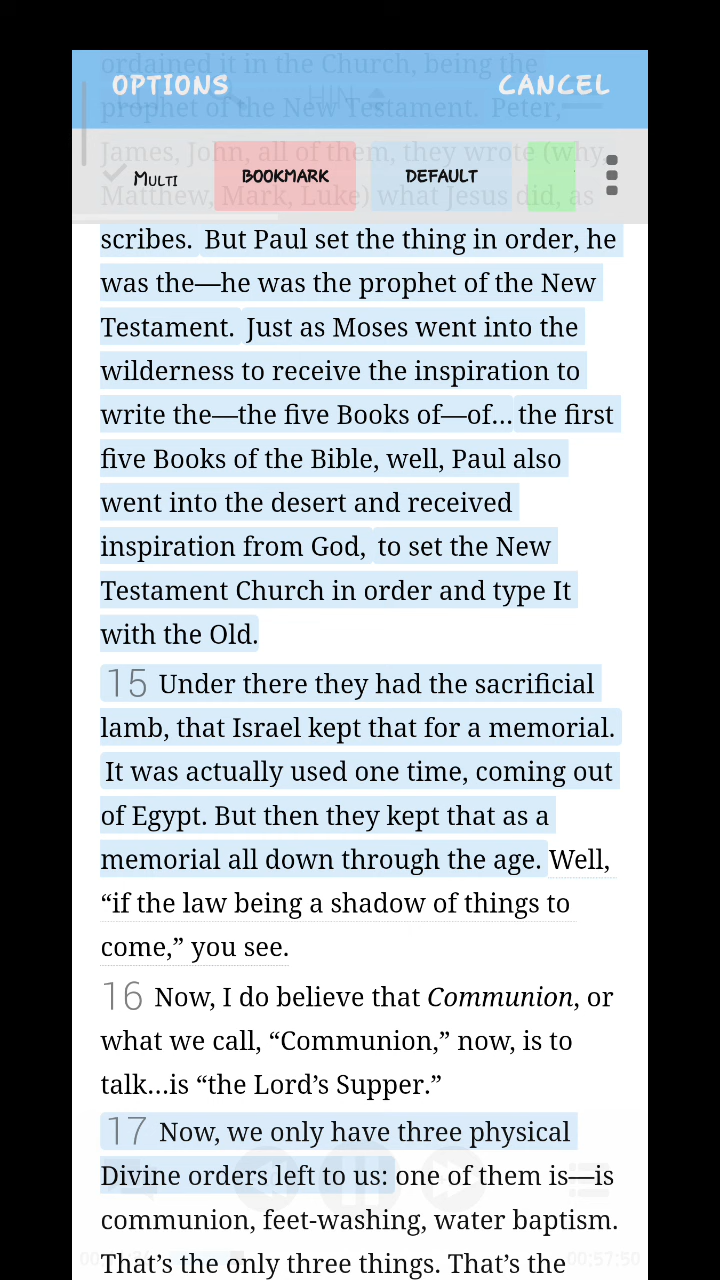 ordained it in the Church, being the
OPTIONS CANCEL
HIN
prophet of the New Testament. Peter,
James, John, all of them, they wrote (why,
MULTI BOOKMARK DEFAULT
Matthew, Mark, Luke) what Jesus did, as
scribes. But Paul set the thing in order, he
was the—he was the prophet of the New
Testament. Just as Moses went into the
wilderness to receive the inspiration to
write the—the five Books of—of… the first
five Books of the Bible, well, Paul also
went into the desert and received
inspiration from God, to set the New
Testament Church in order and type It
with the Old.
15 Under there they had the sacrificial
lamb, that Israel kept that for a memorial.
It was actually used one time, coming out
of Egypt. But then they kept that as a
memorial all down through the age. Well,
“if the law being a shadow of things to
come,” you see.
16 Now, I do believe that Communion, or
what we call, “Communion,” now, is to
talk…is “the Lord’s Supper.”
17 Now, we only have three physical
Divine orders left to us: one of them is—is
communion, feet-washing, water baptism.
That’s the only three things. That’s the
00:57:50